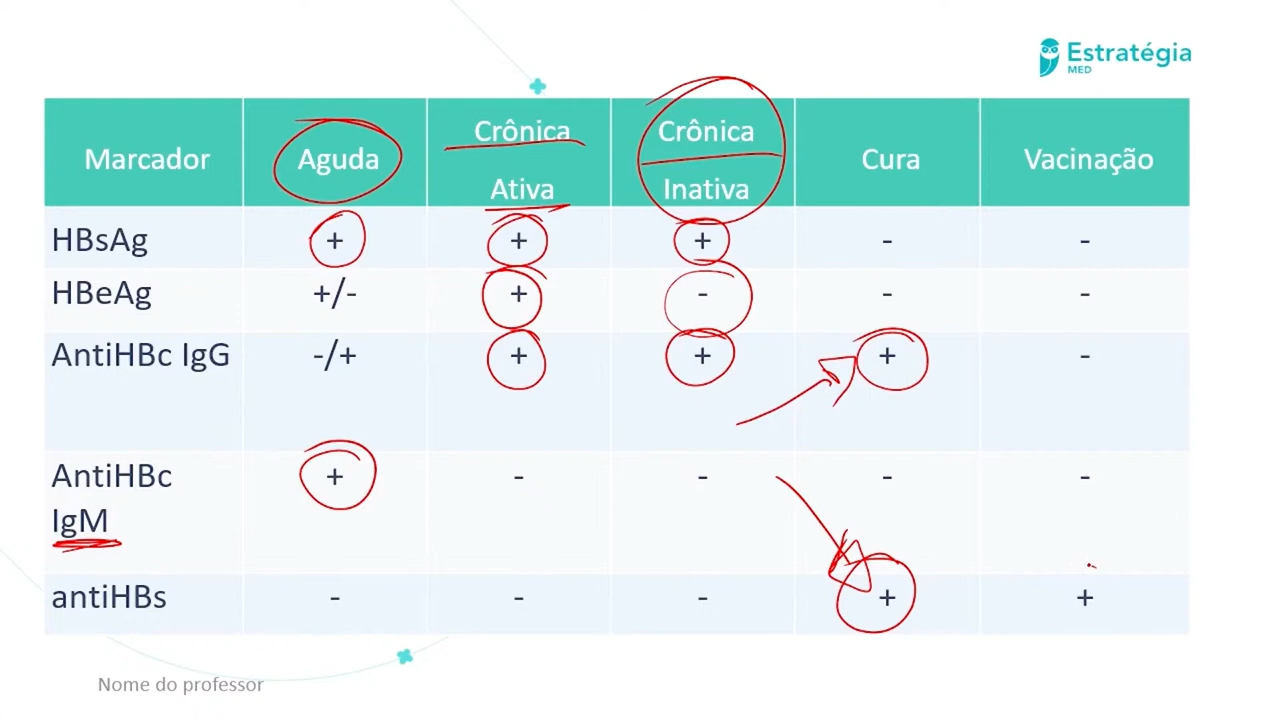 Estratégia
MED
Marcador Aguda Crônica Ativa Crônica Inativa Cura Vacinação
HBsAg + + + - -
HBeAg +/- + - - -
AntiHBc IgG -/+ + + + -
AntiHBc IgM + - - - -
antiHBs - - - + +
Nome do professor